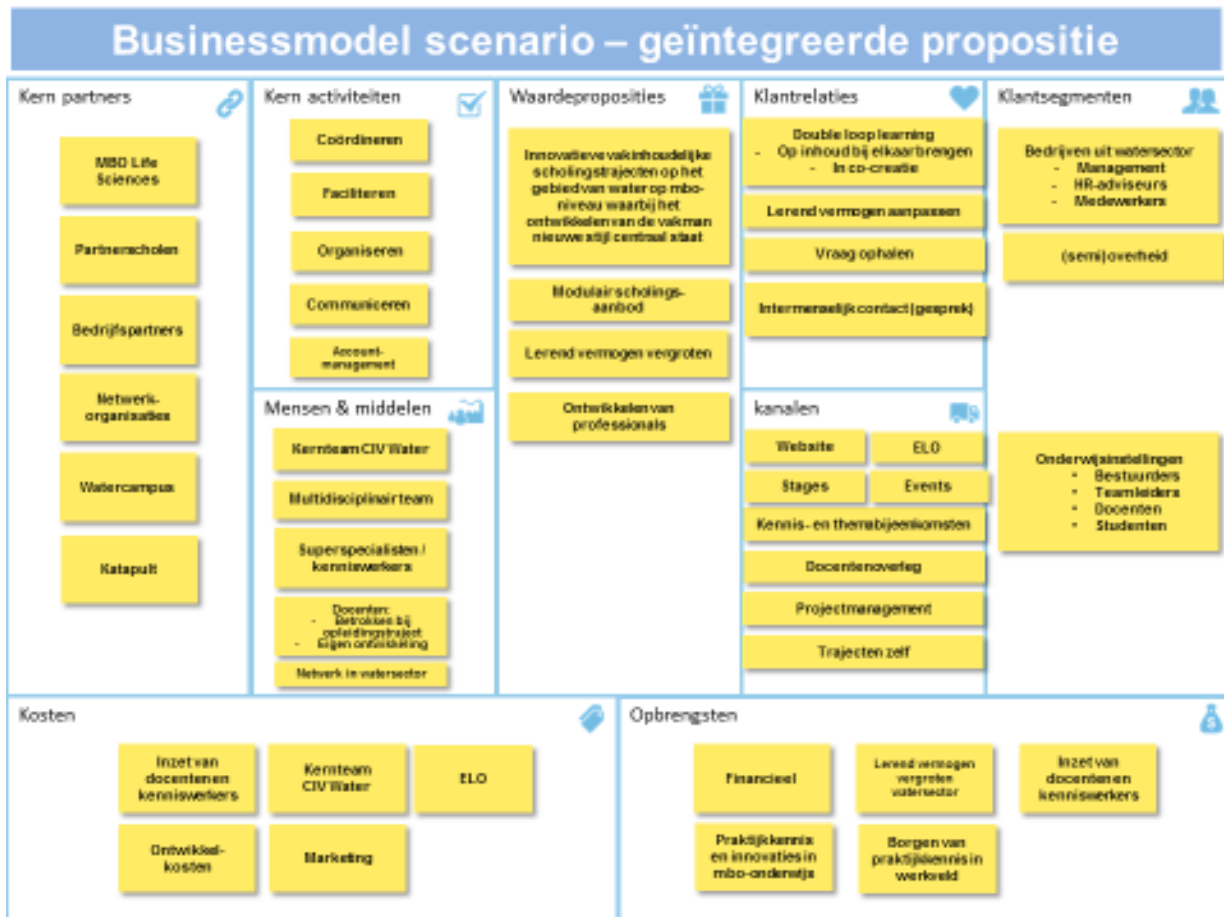 Businessmodel scenario – geïntegreerde propositie
Kern partners
MBO Life
Sciences
Partnerscholen
Bedrijfspartners
Netwerk-
organisaties
Watercampus
Katapult
Kern activiteiten
Coördineren
Faciliteren
Organiseren
Communiceren
Account-
management
Mensen & middelen
Kernteam CIV Water
Multidisciplinair team
Superspecialisten /
kenniswerkers
Docenten:
- Betrokken bij
opleidingstraject
- Eigen ontwikkeling
Netwerk in watersector
Waardeproposities
Innovatieve vakinhoudelijke
scholingstrajecten op het
gebied van water op mbo-
niveau waarbij het
ontwikkelen van de vakman
nieuwe stijl centraal staat
Modulair scholings-
aanbod
Lerend vermogen vergroten
Ontwikkelen van
professionals
Klantrelaties
Double loop learning
- Op inhoud bij elkaar brengen
- In co-creatie
Lerend vermogen aanpassen
Vraag ophalen
Intermenselijk contact (gesprek)
kanalen
Website
ELO
Stages
Events
Kennis- en themabijeenkomsten
Docentenoverleg
Projectmanagement
Trajecten zelf
Klantsegmenten
Bedrijven uit watersector
- Management
- HR-adviseurs
- Medewerkers
(semi)overheid
Onderwijsinstellingen
• Bestuurders
• Teamleiders
• Docenten
• Studenten
Kosten
Inzet van
docenten en
kenniswerkers
Kernteam
CIV Water
ELO
Ontwikkel-
kosten
Marketing
Opbrengsten
Financieel
Lerend vermogen
vergroten
watersector
Inzet van
docenten en
kenniswerkers
Praktijkkennis
en innovaties in
mbo-onderwijs
Borgen van
praktijkkennis in
werkveld